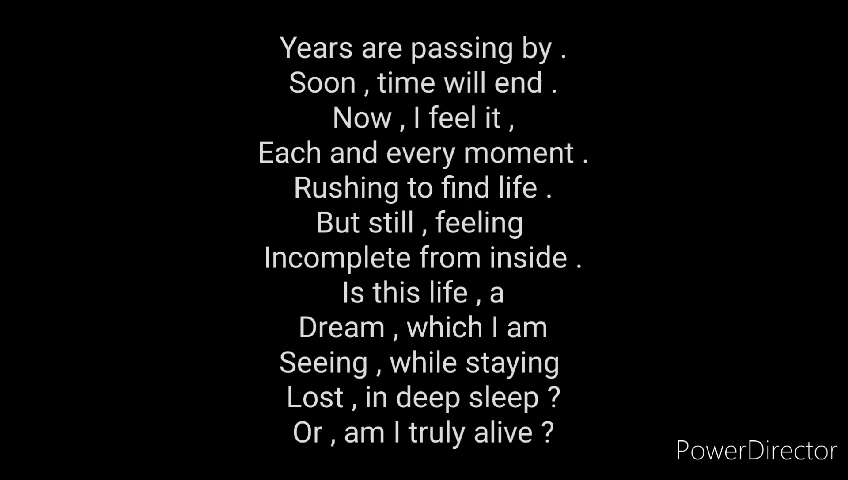 Years are passing by .
Soon , time will end .
Now , I feel it ,
Each and every moment .
Rushing to find life .
But still , feeling
Incomplete from inside .
Is this life , a
Dream , which I am
Seeing , while staying
Lost , in deep sleep ?
Or , am I truly alive ?
PowerDirector